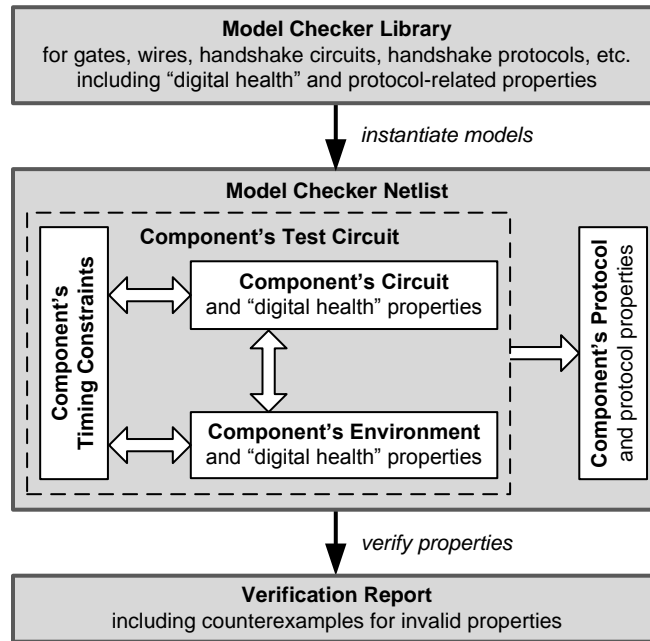 Model Checker Library
for gates, wires, handshake circuits, handshake protocols, etc.
including “digital health” and protocol-related properties
instantiate models
Model Checker Netlist
Component’s Test Circuit
Component’s
Timing Constraints
Component’s Circuit
and “digital health” properties
Component’s Environment
and “digital health” properties
Component’s Protocol
and protocol properties
verify properties
Verification Report
including counterexamples for invalid properties